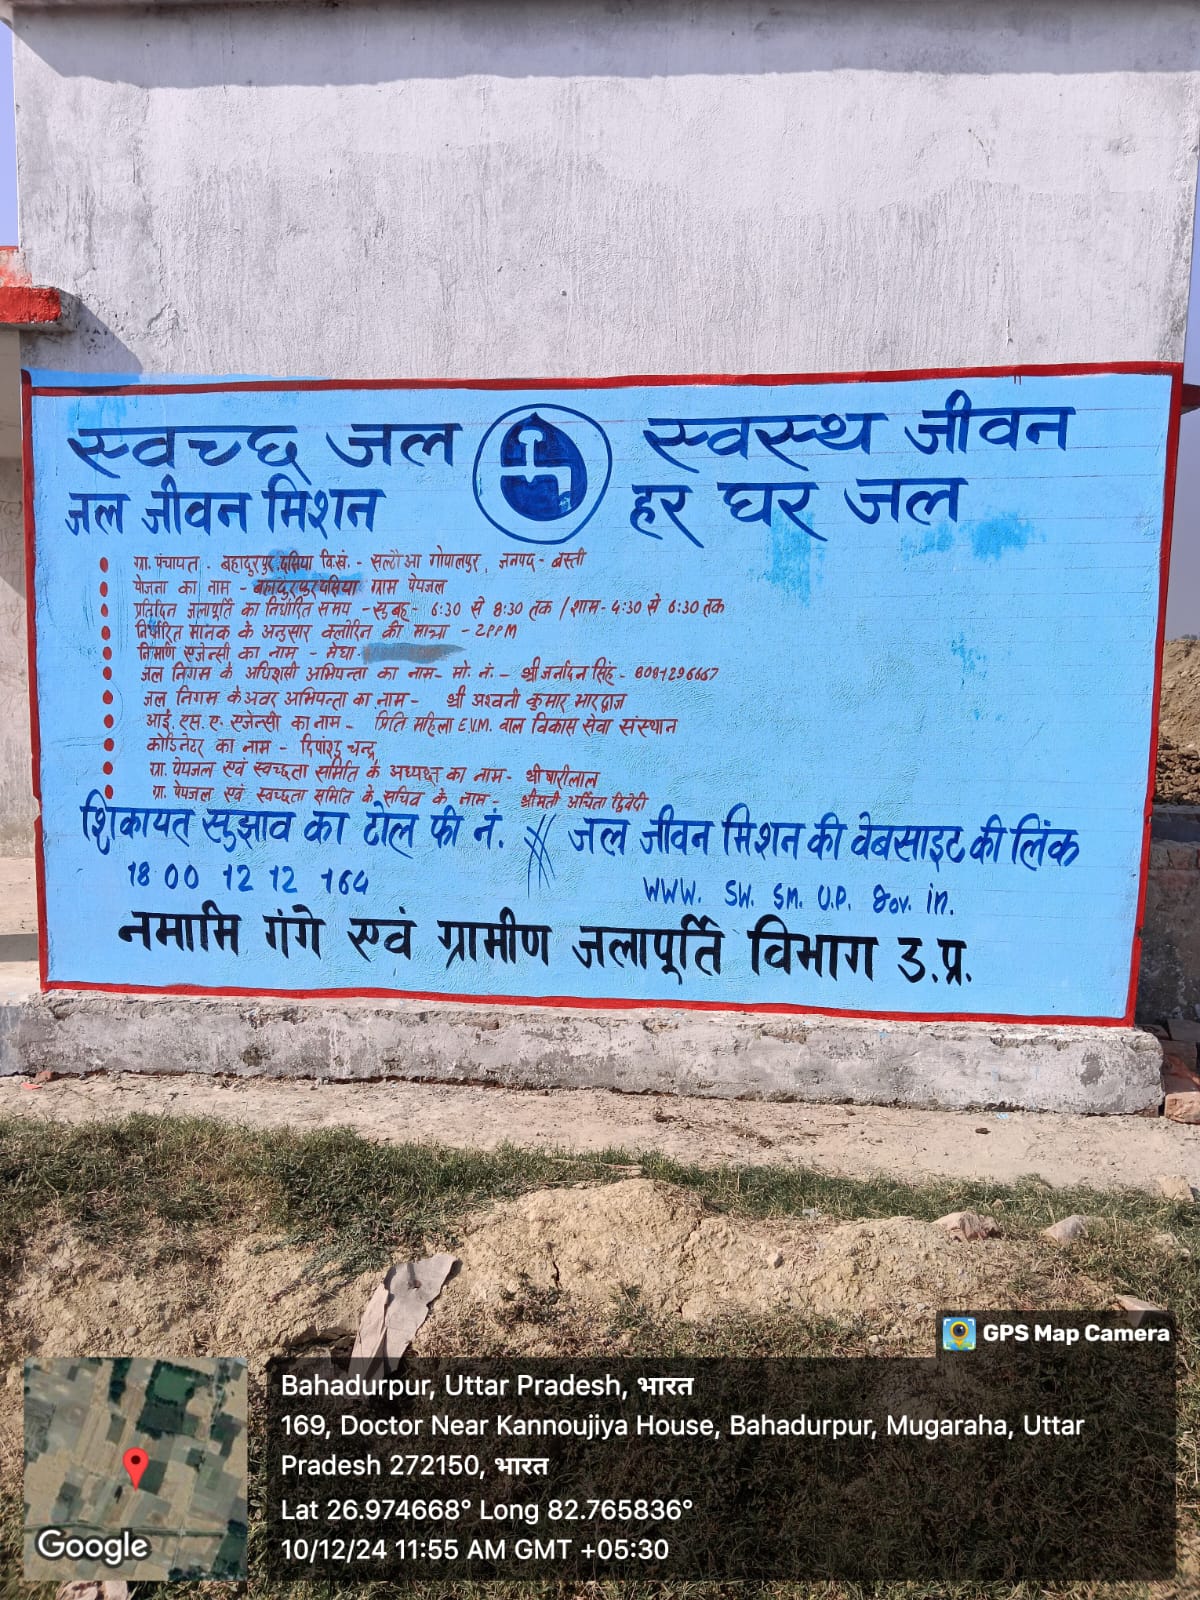 स्वच्छ जल स्वस्थ जीवन
जल जीवन मिशन हर घर जल
ग्रा. पंचायत - बहादुरपुर दसिया वि.सं. - सल्टौआ गोपालपुर, जनपद - बस्ती
योजना का नाम - बहादुरपुर दसिया ग्राम पेयजल
प्रतिदिन जलापूर्ति का निर्धारित समय - सुबह - 6:30 से 8:30 तक / शाम - 4:30 से 6:30 तक
निर्धारित मानक के अनुसार क्लोरिन की मात्रा - 2PPM
निर्माण एजेन्सी का नाम - मेघा
जल निगम के अधिशासी अभियन्ता का नाम - मो. नं. - श्री जर्नादन सिंह -
जल निगम के अवर अभियन्ता का नाम - श्री अश्वनी कुमार भारद्वाज
आई. एस. ए. एजेन्सी का नाम - मिति महिला E.V.M. वाल विकास सेवा संस्थान
कोडिनेटर का नाम - दिपांशु चन्द्र
ग्रा. पेयजल एवं स्वच्छता समिति के अध्यक्ष का नाम - श्री
ग्रा. पेयजल एवं स्वच्छता समिति के सचिव के नाम - श्रीमती अर्चिता द्विवेदी
शिकायत सुझाव का टोल फ्री नं. जल जीवन मिशन की वेबसाइट की लिंक
18 00 12 12 164 WWW. SW. SM. U.P. gov. in.
नमामि गंगे एवं ग्रामीण जलापूर्ति विभाग उ.प्र.
GPS Map Camera
Bahadurpur, Uttar Pradesh, भारत
169, Doctor Near Kannoujiya House, Bahadurpur, Mugaraha, Uttar
Pradesh 272150, भारत
Lat 26.974668° Long 82.765836°
10/12/24 11:55 AM GMT +05:30
Google